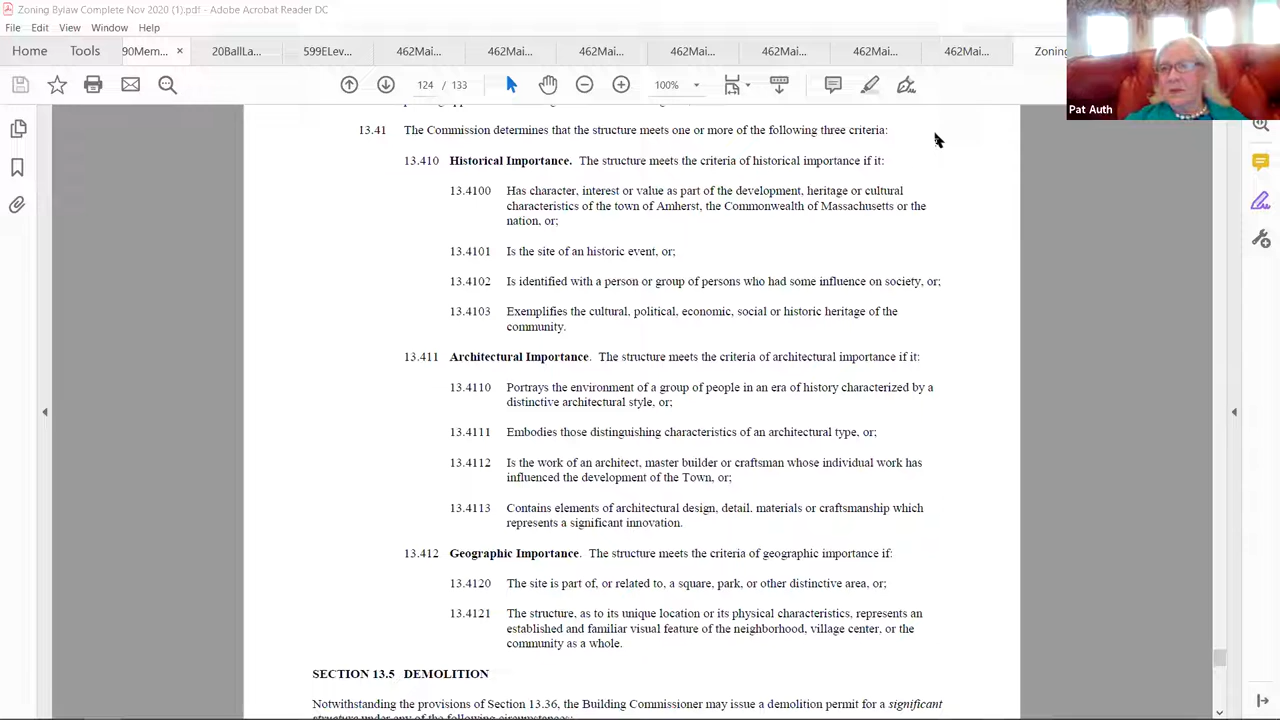 Zoning Bylaw Complete Nov 2020 (1).pdf - Adobe Acrobat Reader DC
File Edit View Window Help
Home Tools 90Mem... × 20BallLa... 599ELev... 462Mai... 462Mai... 462Mai... 462Mai... 462Mai... 462Mai... 462Mai... Zoning
124 / 133 100%
Pat Auth
13.41 The Commission determines that the structure meets one or more of the following three criteria:
13.410 Historical Importance. The structure meets the criteria of historical importance if it:
13.4100 Has character, interest or value as part of the development, heritage or cultural
characteristics of the town of Amherst, the Commonwealth of Massachusetts or the
nation, or;
13.4101 Is the site of an historic event, or;
13.4102 Is identified with a person or group of persons who had some influence on society, or;
13.4103 Exemplifies the cultural, political, economic, social or historic heritage of the
community.
13.411 Architectural Importance. The structure meets the criteria of architectural importance if it:
13.4110 Portrays the environment of a group of people in an era of history characterized by a
distinctive architectural style, or;
13.4111 Embodies those distinguishing characteristics of an architectural type, or;
13.4112 Is the work of an architect, master builder or craftsman whose individual work has
influenced the development of the Town, or;
13.4113 Contains elements of architectural design, detail, materials or craftsmanship which
represents a significant innovation.
13.412 Geographic Importance. The structure meets the criteria of geographic importance if:
13.4120 The site is part of, or related to, a square, park, or other distinctive area, or;
13.4121 The structure, as to its unique location or its physical characteristics, represents an
established and familiar visual feature of the neighborhood, village center, or the
community as a whole.
SECTION 13.5 DEMOLITION
Notwithstanding the provisions of Section 13.36, the Building Commissioner may issue a demolition permit for a significant
structure under any of the following circumstances: